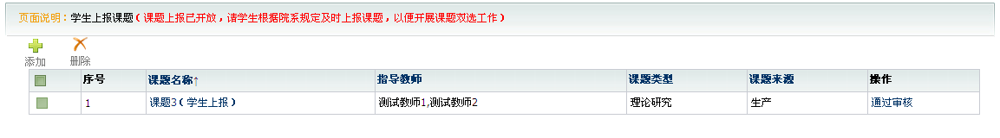 页面说明：学生上报课题（课题上报已开放，请学生根据院系规定及时上报课题，以便开展课题双选工作）
添加 删除
序号 课题名称↑ 指导教师 课题类型 课题来源 操作
1 课题3（学生上报） 测试教师1,测试教师2 理论研究 生产 通过审核